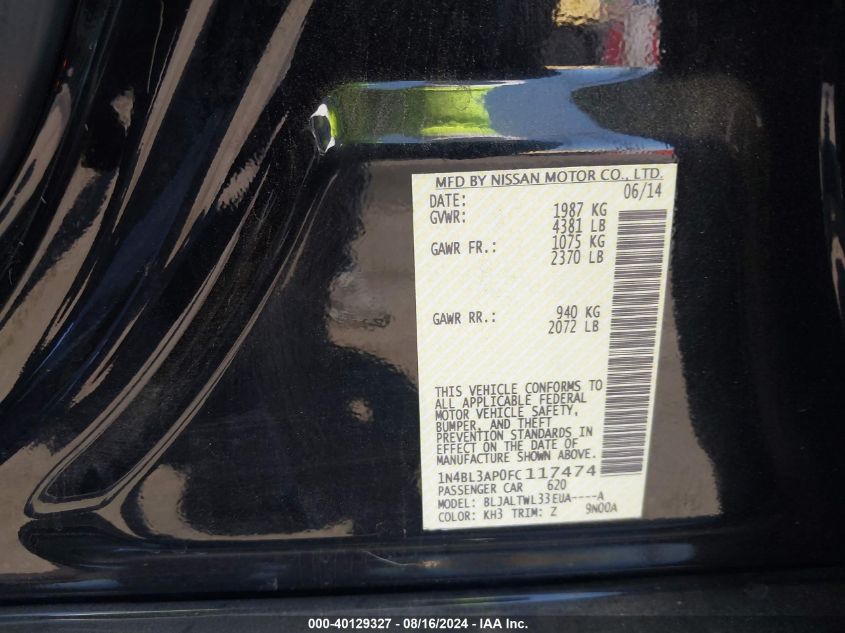 MFD BY NISSAN MOTOR CO., LTD.
DATE: 06/14
GVWR: 1987 KG
4381 LB
GAWR FR.: 1075 KG
2370 LB
GAWR RR.: 940 KG
2072 LB
THIS VEHICLE CONFORMS TO
ALL APPLICABLE FEDERAL
MOTOR VEHICLE SAFETY,
BUMPER, AND THEFT
PREVENTION STANDARDS IN
EFFECT ON THE DATE OF
MANUFACTURE SHOWN ABOVE.
1N4BL3AP0FC117474
PASSENGER CAR 620
MODEL: BLJALTWL33EUA----A
COLOR: KH3 TRIM: Z 9N00A
000-40129327 - 08/16/2024 - IAA Inc.